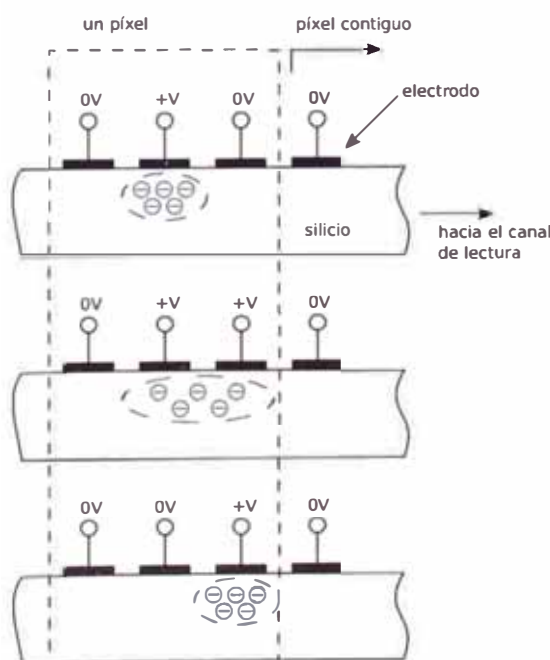 un píxel
píxel contiguo
0V +V 0V 0V
electrodo
silicio
hacia el canal
de lectura
0V +V +V 0V
0V 0V +V 0V